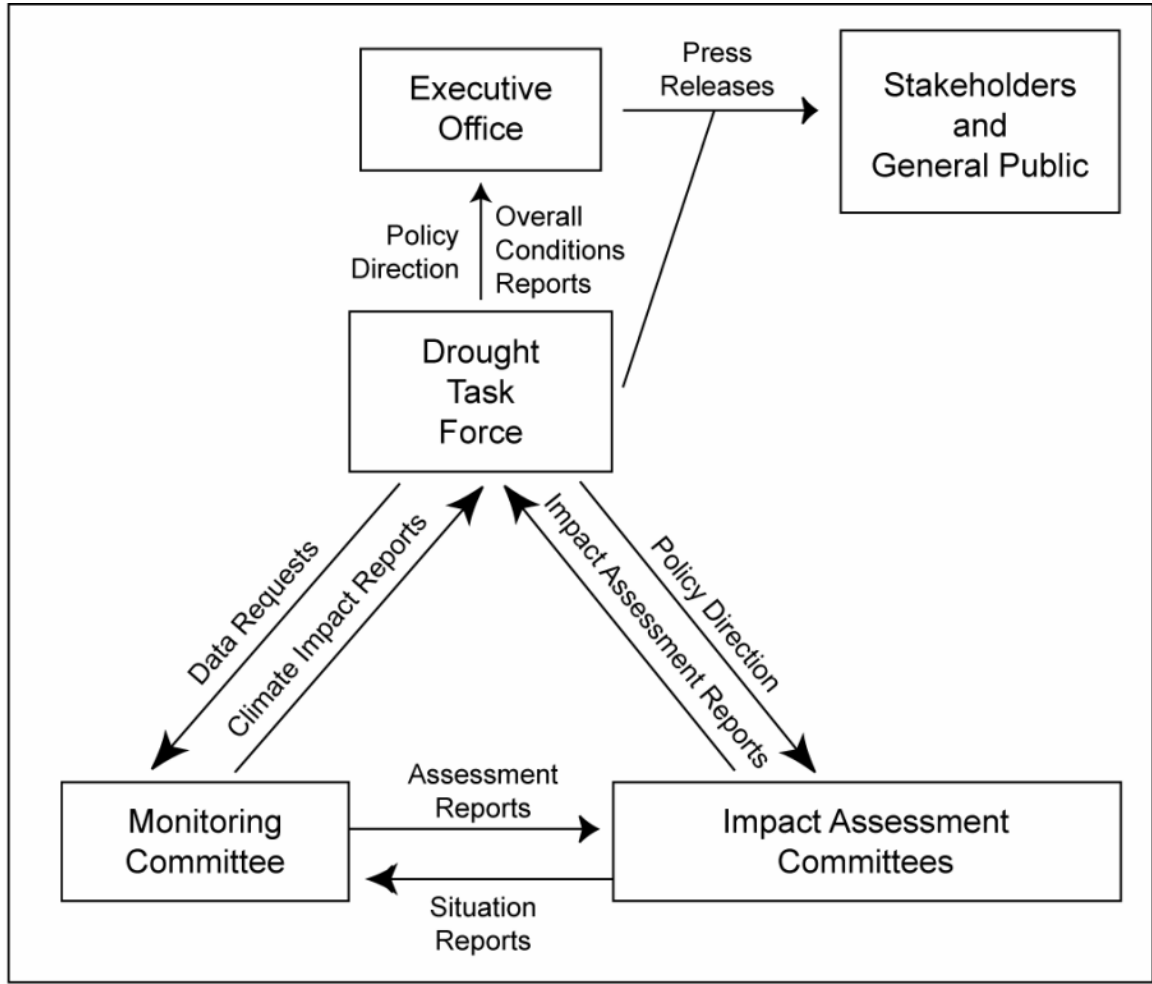 Executive
Office
Press
Releases
Stakeholders
and
General Public
Policy
Direction
Overall
Conditions
Reports
Drought
Task
Force
Data Requests
Climate Impact Reports
Impact Assessment Reports
Policy Direction
Monitoring
Committee
Assessment
Reports
Situation
Reports
Impact Assessment
Committees